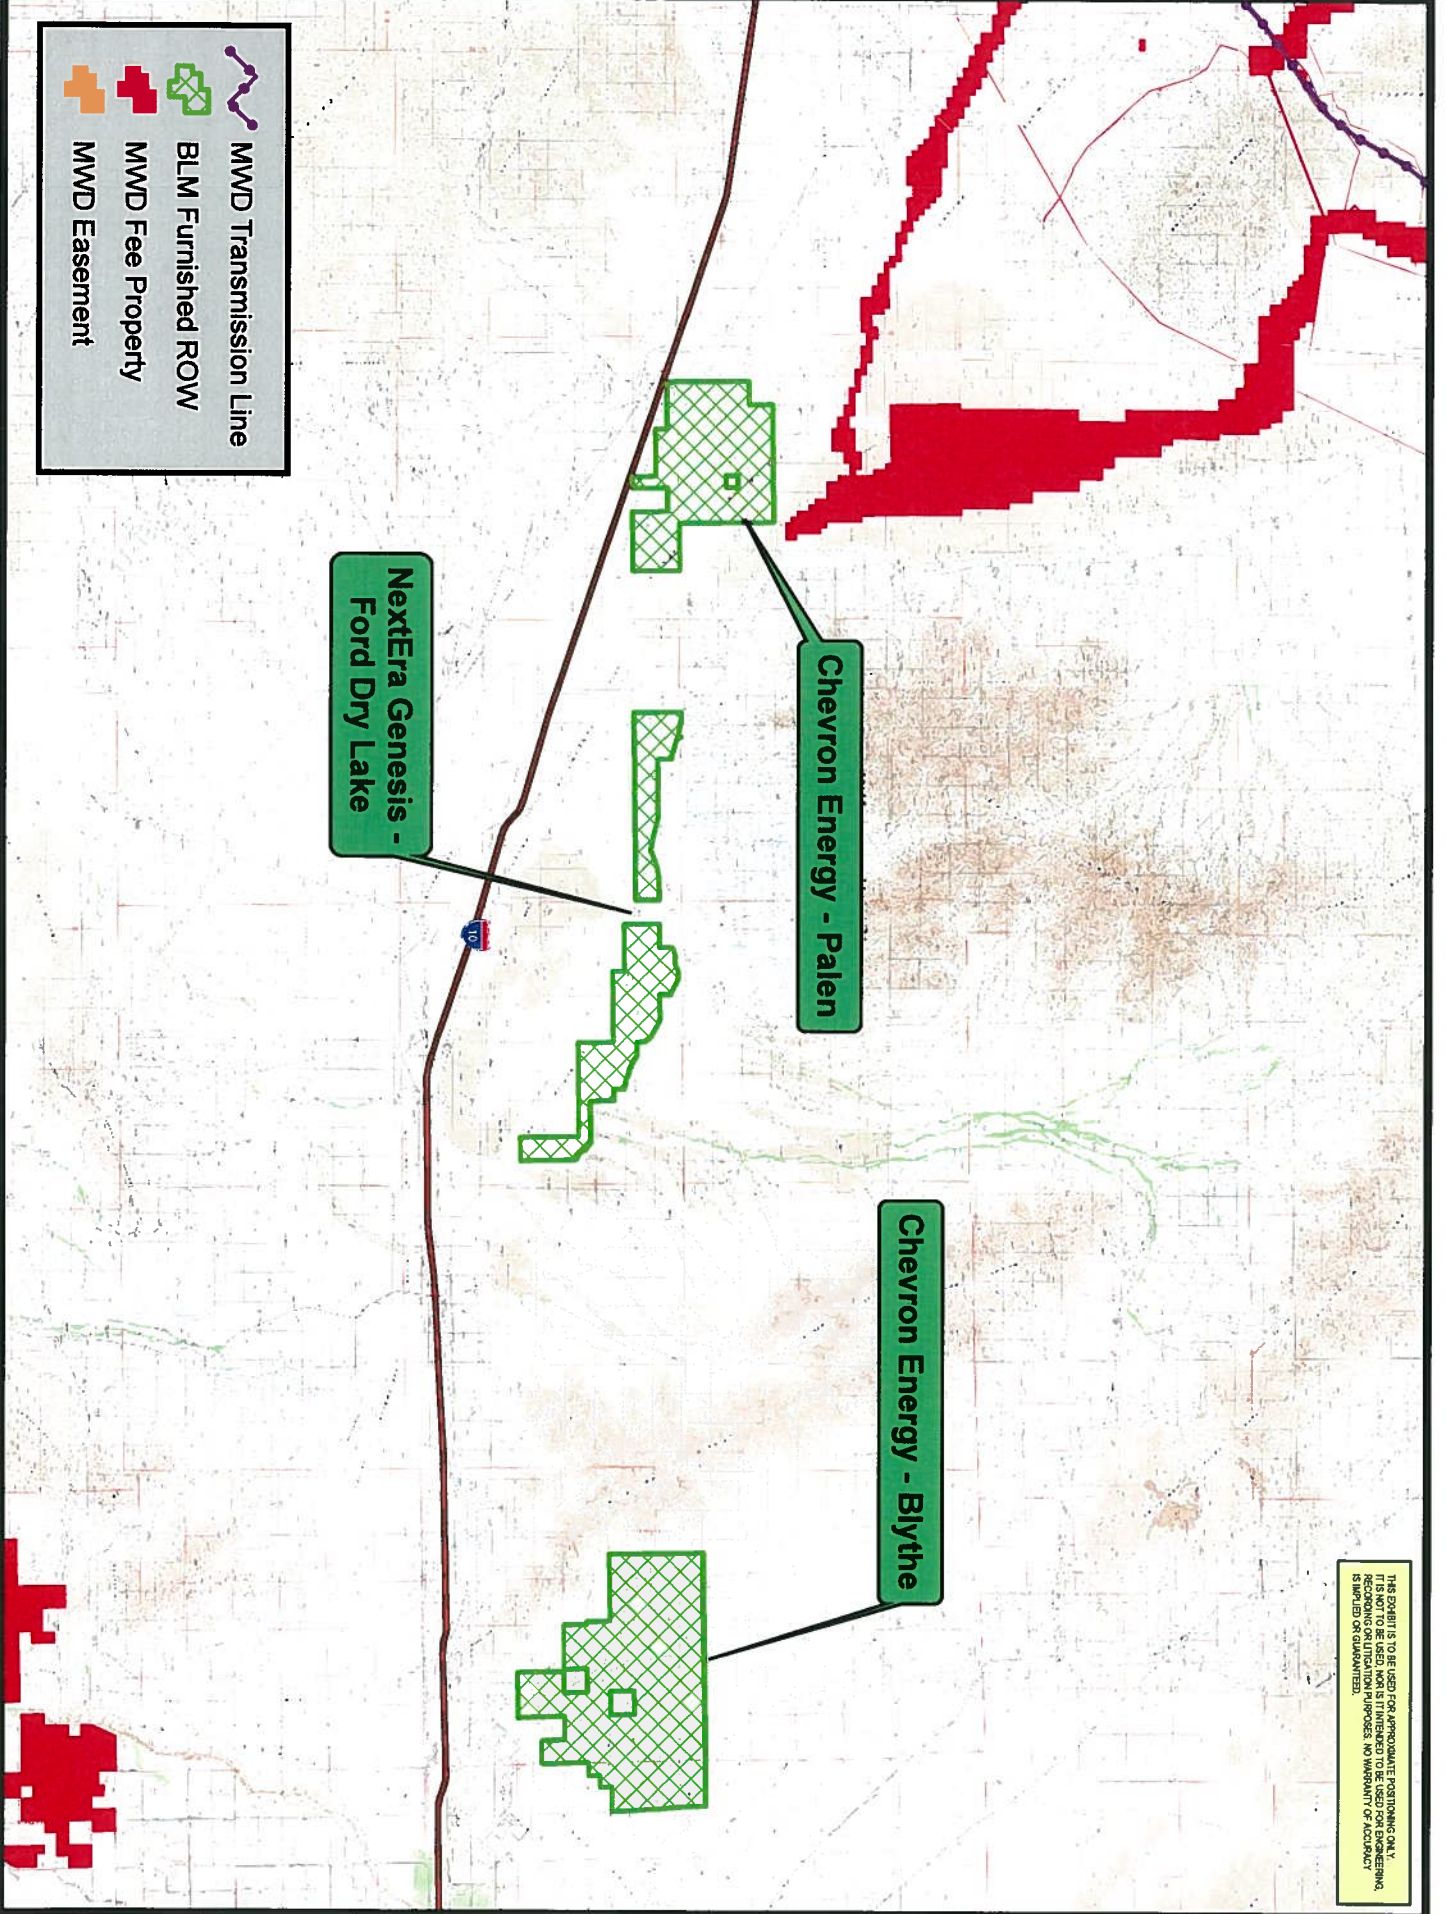 THIS EXHIBIT IS TO BE USED FOR APPROXIMATE POSITIONING ONLY.
IT IS NOT TO BE USED, NOR IS IT INTENDED TO BE USED FOR ENGINEERING,
RECORDING OR LITIGATION PURPOSES. NO WARRANTY OF ACCURACY
IS IMPLIED OR GUARANTEED.
Chevron Energy - Palen
Chevron Energy - Blythe
NextEra Genesis -
Ford Dry Lake
10
MWD Transmission Line
BLM Furnished ROW
MWD Fee Property
MWD Easement